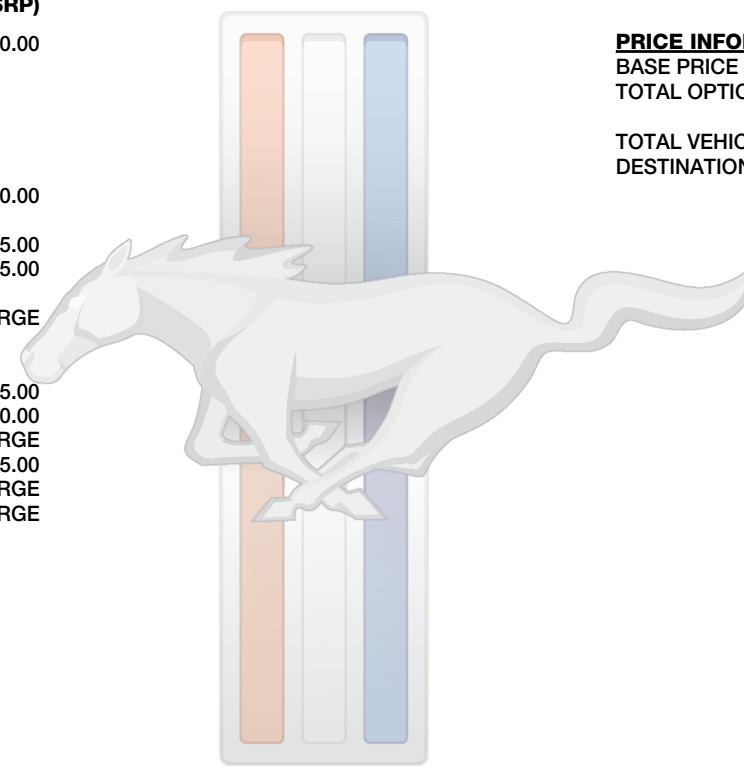 SRP)
0.00
0.00
5.00
5.00
RGE
5.00
0.00
RGE
5.00
RGE
RGE
PRICE INFO
BASE PRICE
TOTAL OPTIO
TOTAL VEHIC
DESTINATION